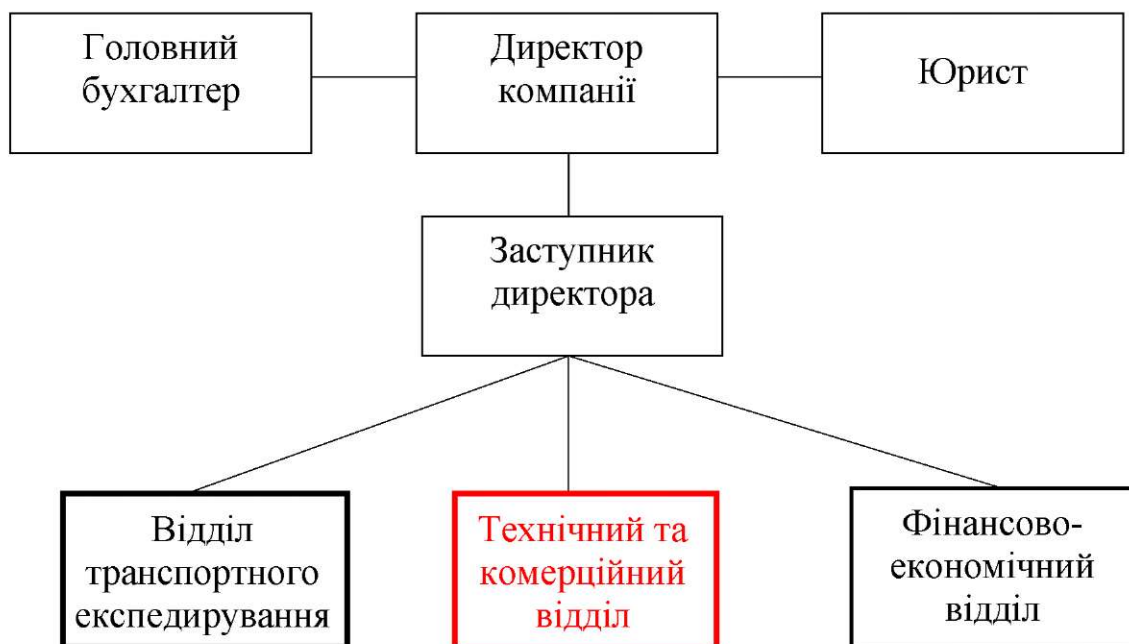 Головний
бухгалтер
Директор
компанії
Юрист
Заступник
директора
Відділ
транспортного
експедирування
Технічний та
комерційний
відділ
Фінансово-
економічний
відділ